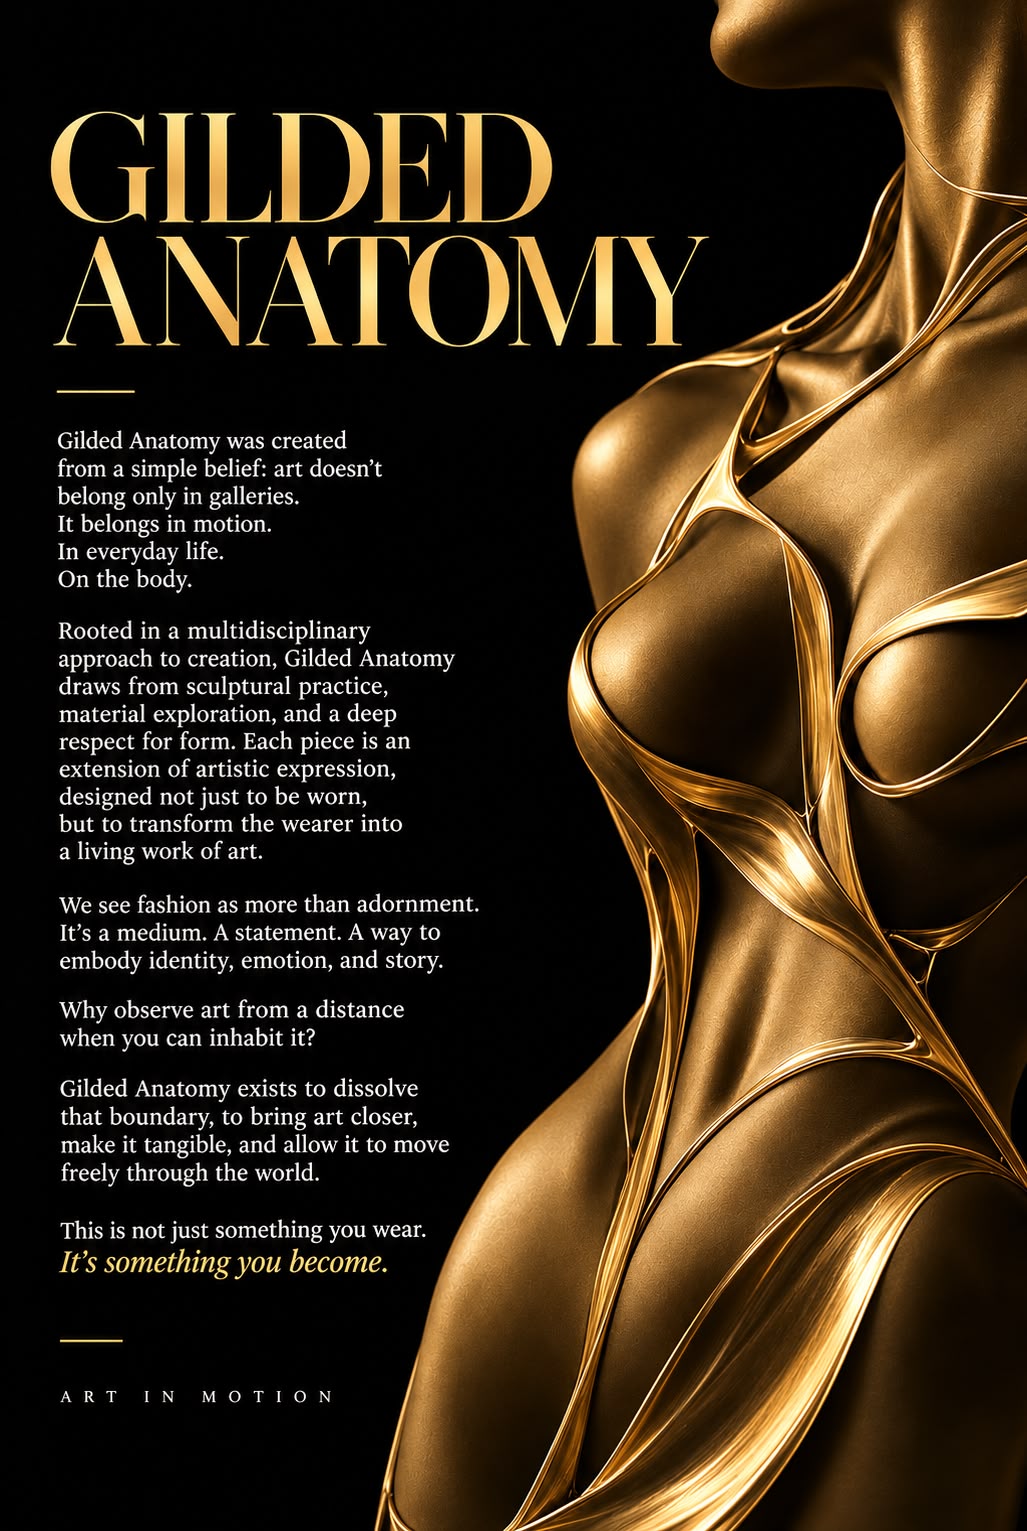 GILDED
ANATOMY
Gilded Anatomy was created
from a simple belief: art doesn’t
belong only in galleries.
It belongs in motion.
In everyday life.
On the body.
Rooted in a multidisciplinary
approach to creation, Gilded Anatomy
draws from sculptural practice,
material exploration, and a deep
respect for form. Each piece is an
extension of artistic expression,
designed not just to be worn,
but to transform the wearer into
a living work of art.
We see fashion as more than adornment.
It’s a medium. A statement. A way to
embody identity, emotion, and story.
Why observe art from a distance
when you can inhabit it?
Gilded Anatomy exists to dissolve
that boundary, to bring art closer,
make it tangible, and allow it to move
freely through the world.
This is not just something you wear.
It’s something you become.
ART IN MOTION